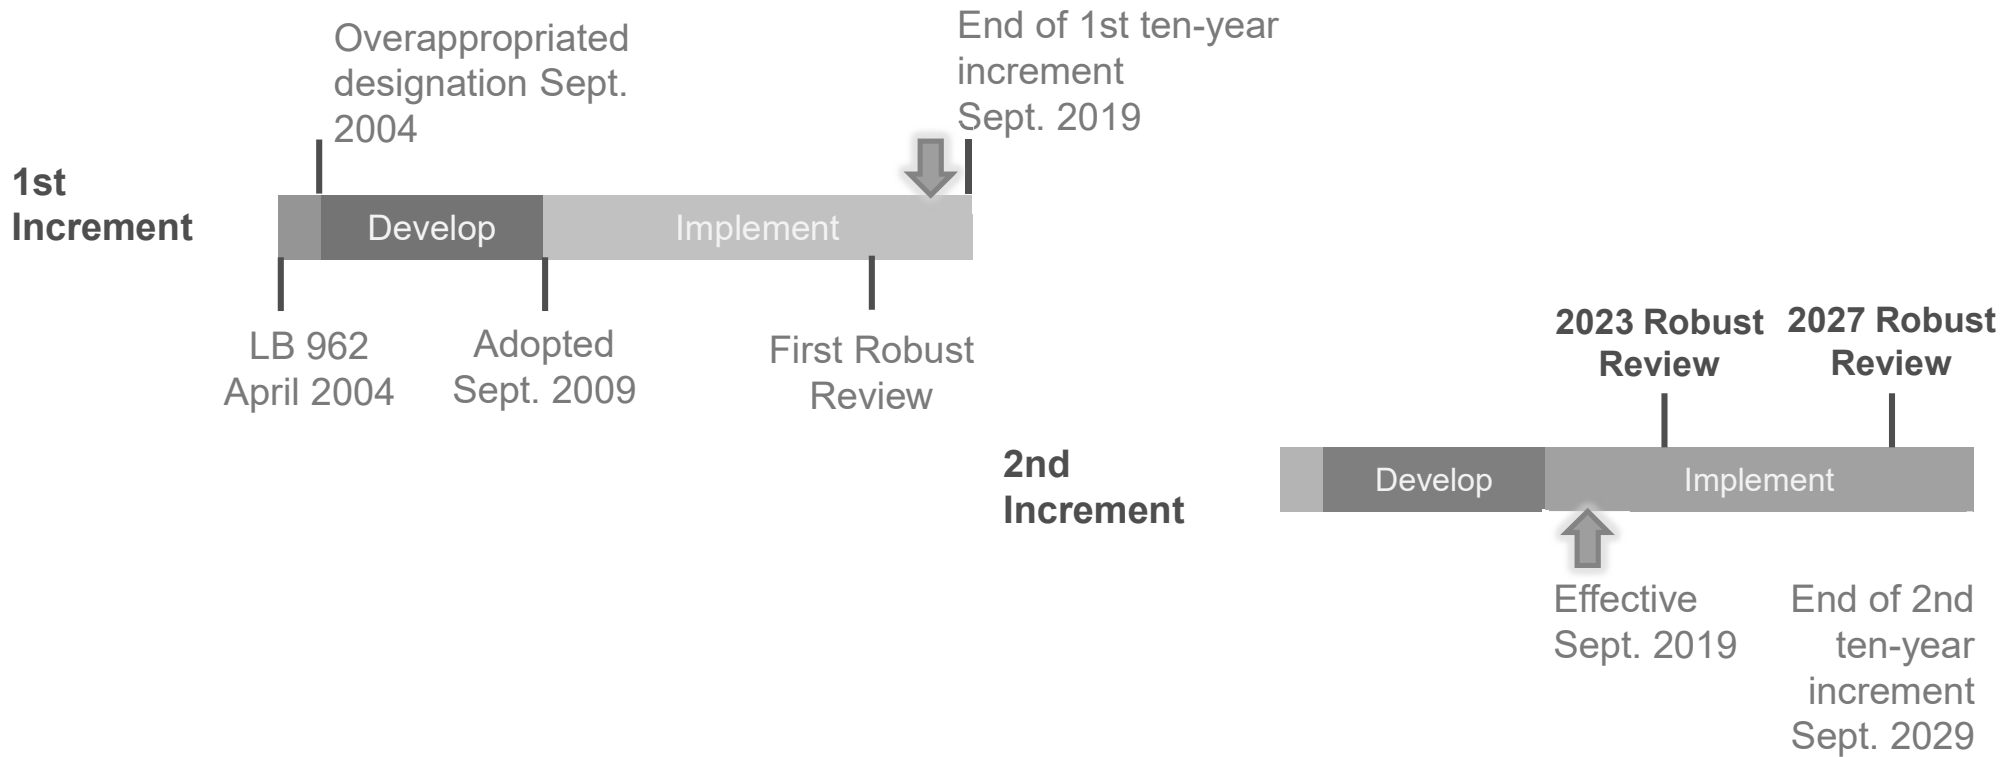 Overappropriated
designation Sept.
2004
End of 1st ten-year
increment
Sept. 2019
1st
Increment
Develop
Implement
LB 962
April 2004
Adopted
Sept. 2009
First Robust
Review
2023 Robust
Review
2027 Robust
Review
2nd
Increment
Develop
Implement
Effective
Sept. 2019
End of 2nd
ten-year
increment
Sept. 2029